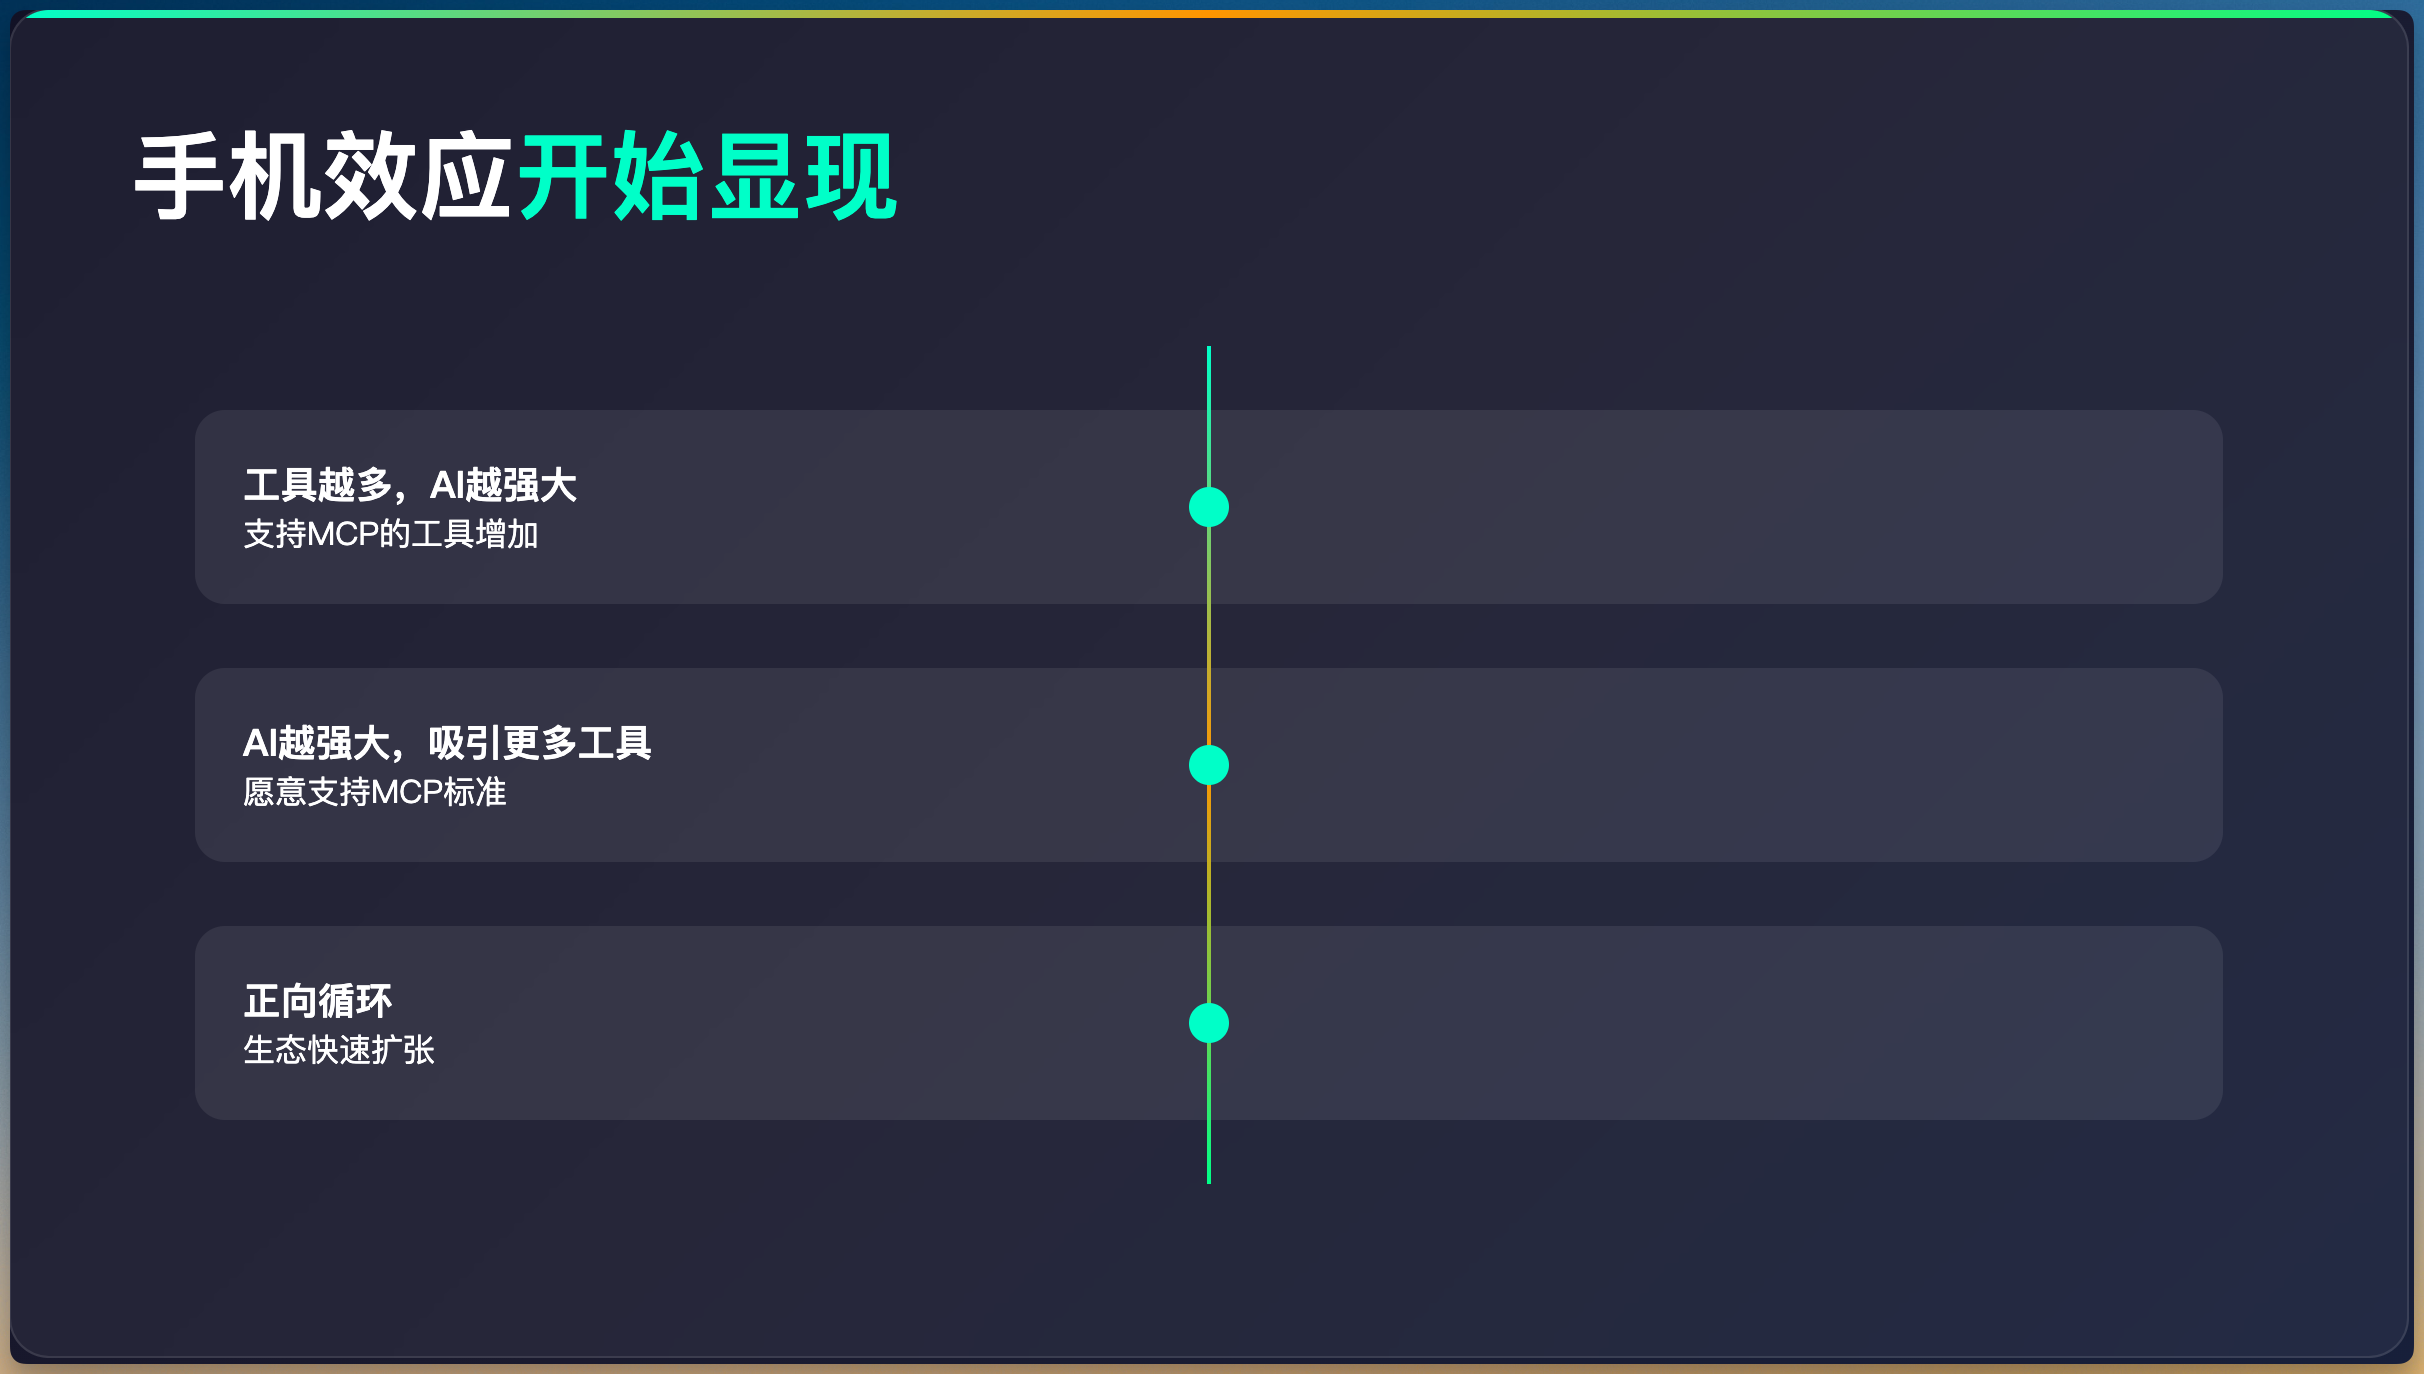 手机效应开始显现
工具越多，AI越强大
支持MCP的工具增加
AI越强大，吸引更多工具
愿意支持MCP标准
正向循环
生态快速扩张